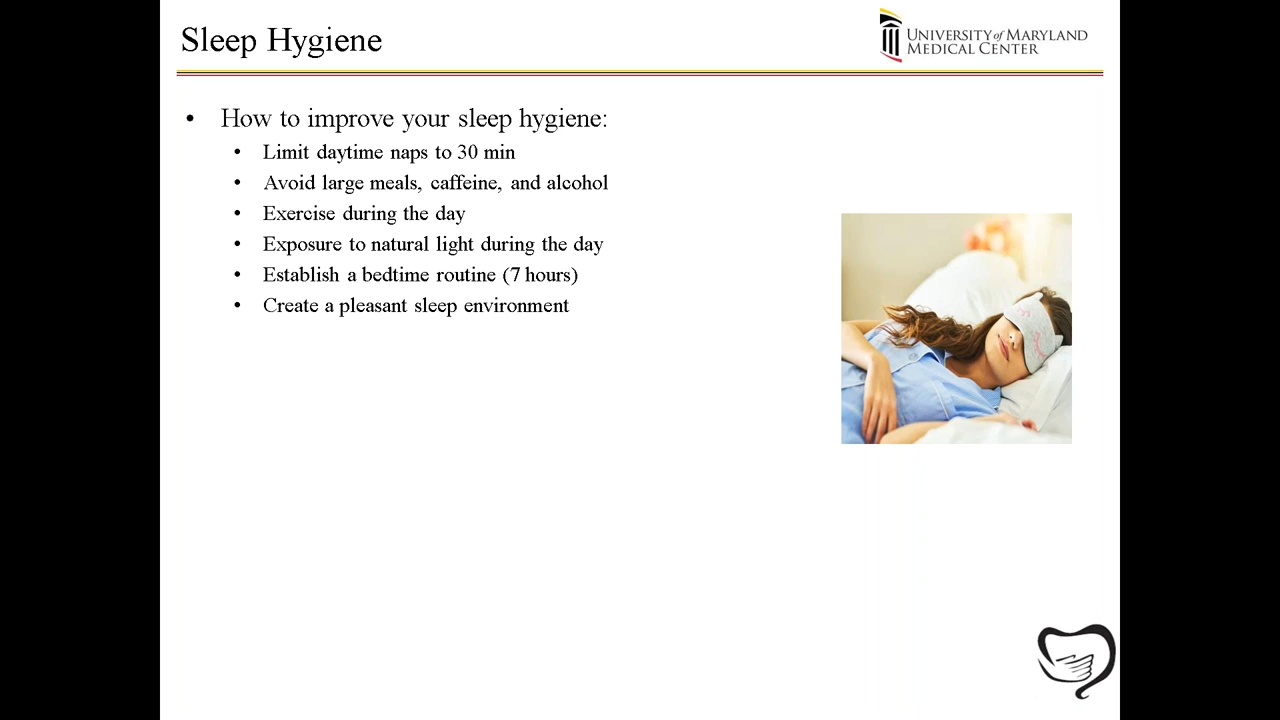 Sleep Hygiene
UNIVERSITY of MARYLAND
MEDICAL CENTER
• How to improve your sleep hygiene:
• Limit daytime naps to 30 min
• Avoid large meals, caffeine, and alcohol
• Exercise during the day
• Exposure to natural light during the day
• Establish a bedtime routine (7 hours)
• Create a pleasant sleep environment